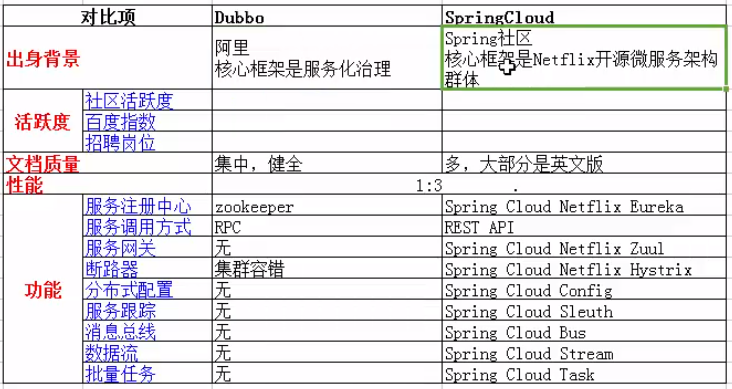 对比项 Dubbo SpringCloud
出身背景 阿里 Spring社区
核心框架是服务化治理 核心框架是Netflix开源微服务架构
群体
活跃度 社区活跃度
百度指数
招聘岗位
文档质量 集中，健全 多，大部分是英文版
性能 1:3 .
功能 服务注册中心 zookeeper Spring Cloud Netflix Eureka
服务调用方式 RPC REST API
服务网关 无 Spring Cloud Netflix Zuul
断路器 集群容错 Spring Cloud Netflix Hystrix
分布式配置 无 Spring Cloud Config
服务跟踪 无 Spring Cloud Sleuth
消息总线 无 Spring Cloud Bus
数据流 无 Spring Cloud Stream
批量任务 无 Spring Cloud Task